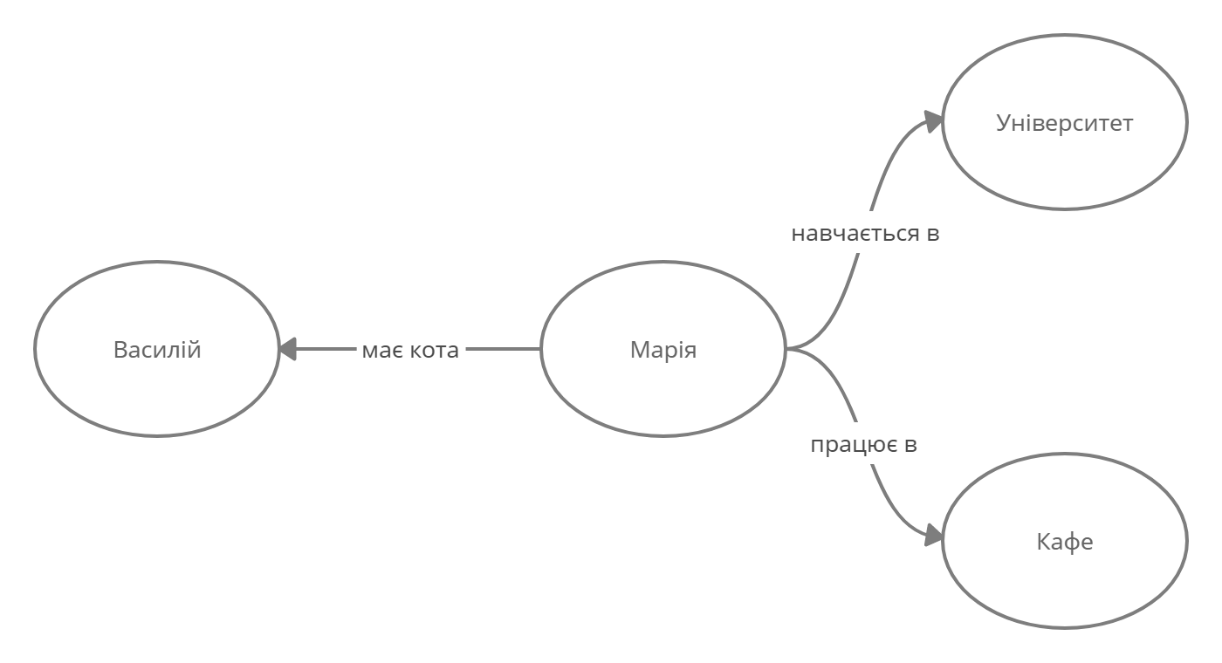 Університет
навчається в
Василій
має кота
Марія
працює в
Кафе